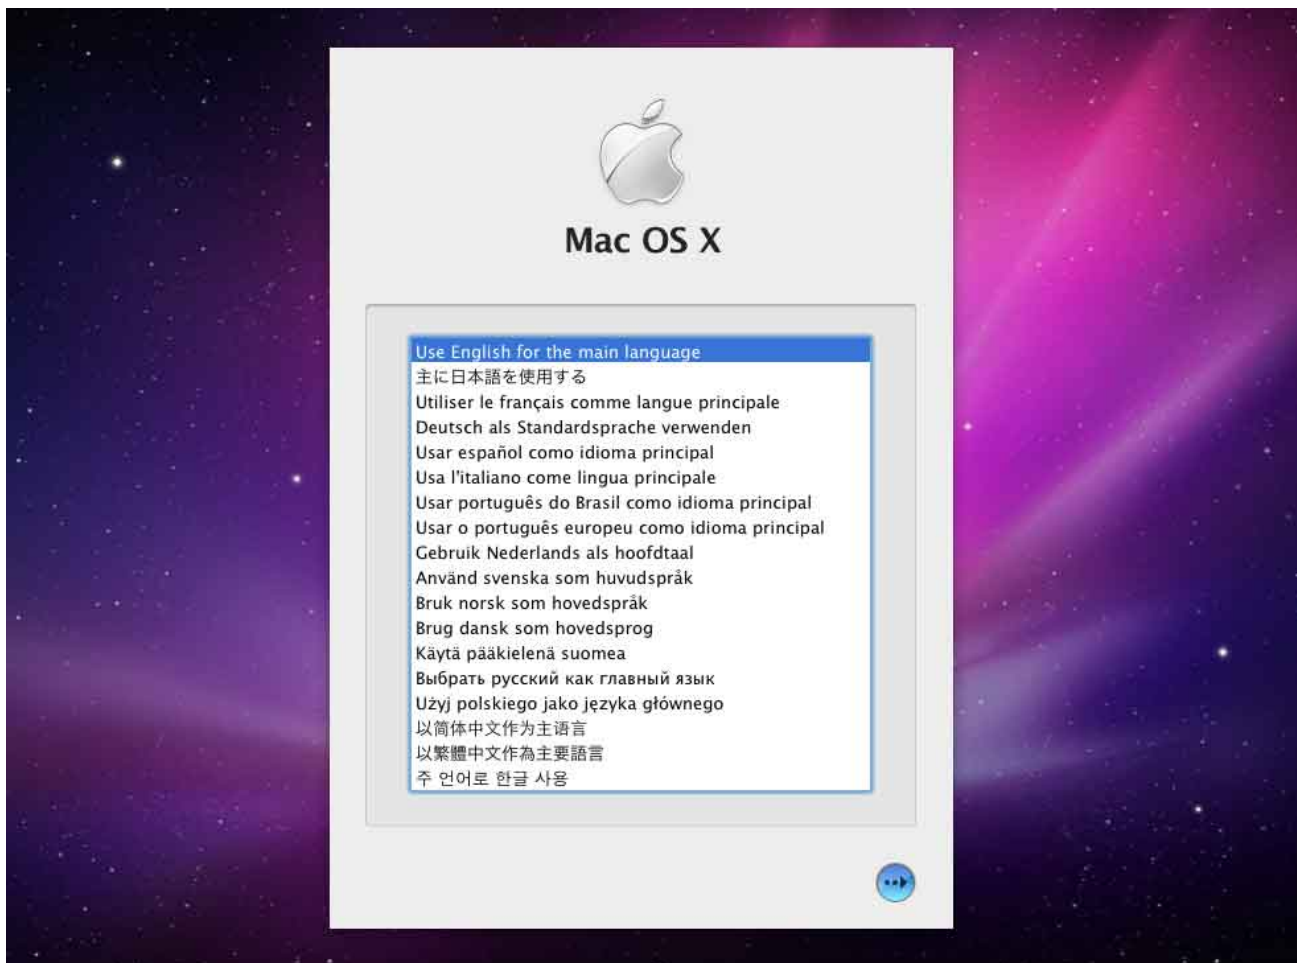 Mac OS X
Use English for the main language
主に日本語を使用する
Utiliser le français comme langue principale
Deutsch als Standardsprache verwenden
Usar español como idioma principal
Usa l'italiano come lingua principale
Usar português do Brasil como idioma principal
Usar o português europeu como idioma principal
Gebruik Nederlands als hoofdtaal
Använd svenska som huvudspråk
Bruk norsk som hovedspråk
Brug dansk som hovedsprog
Käytä pääkielenä suomea
Выбрать русский как главный язык
Użyj polskiego jako języka głównego
以简体中文作为主语言
以繁體中文作為主要語言
주 언어로 한글 사용